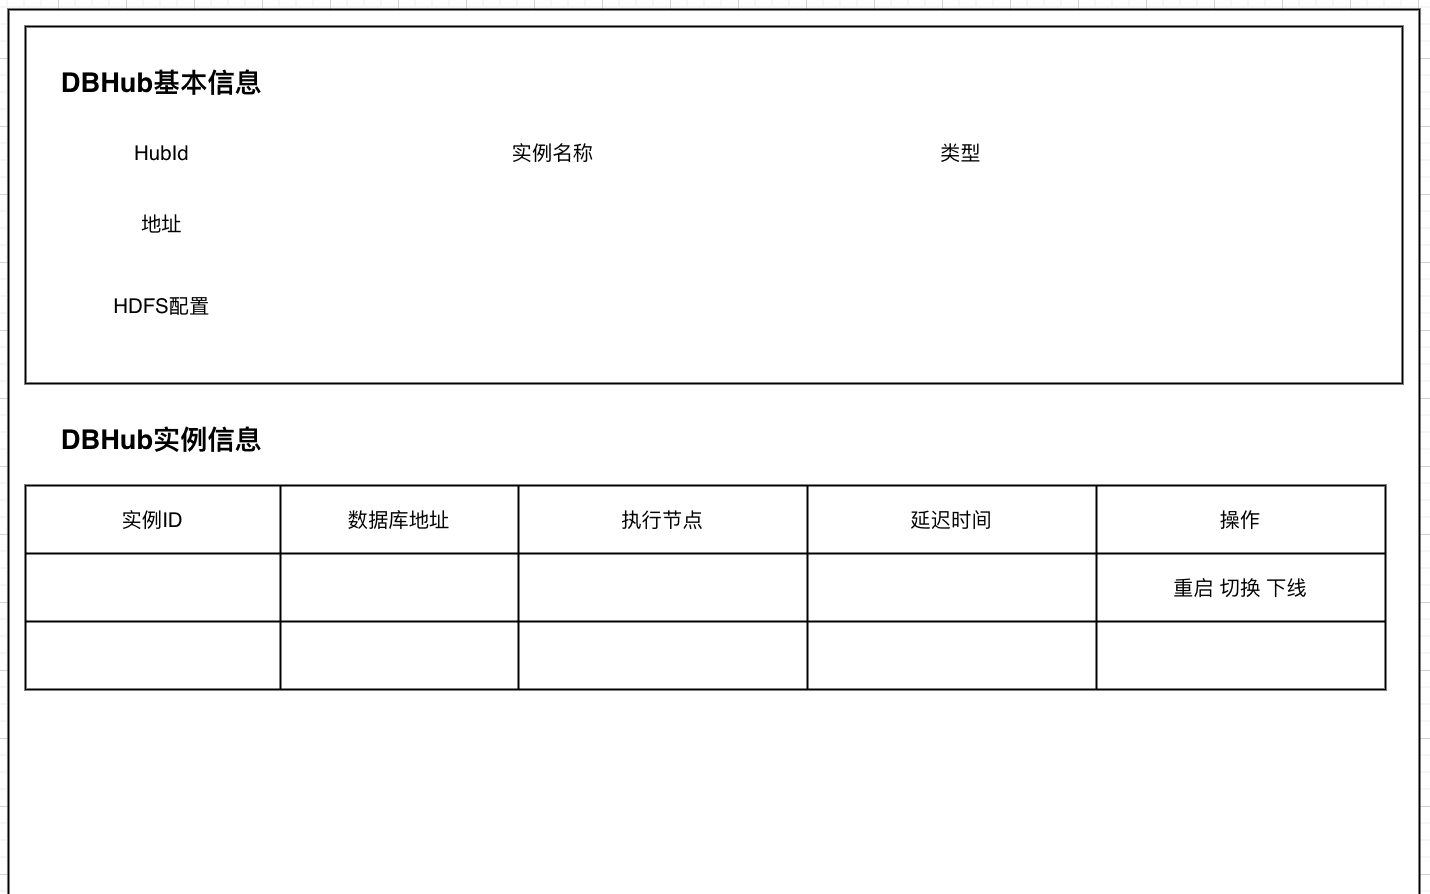 DBHub基本信息
HubId 实例名称 类型
地址
HDFS配置
DBHub实例信息
实例ID 数据库地址 执行节点 延迟时间 操作
重启 切换 下线